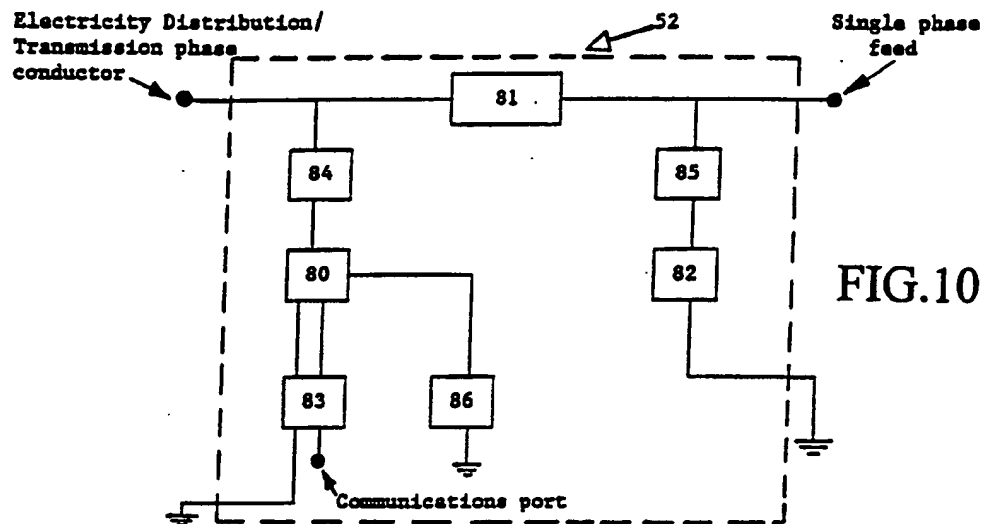 Electricity Distribution/
Transmission phase
conductor
52
Single phase
feed
81
84
85
80
82
FIG.10
83
86
Communications port